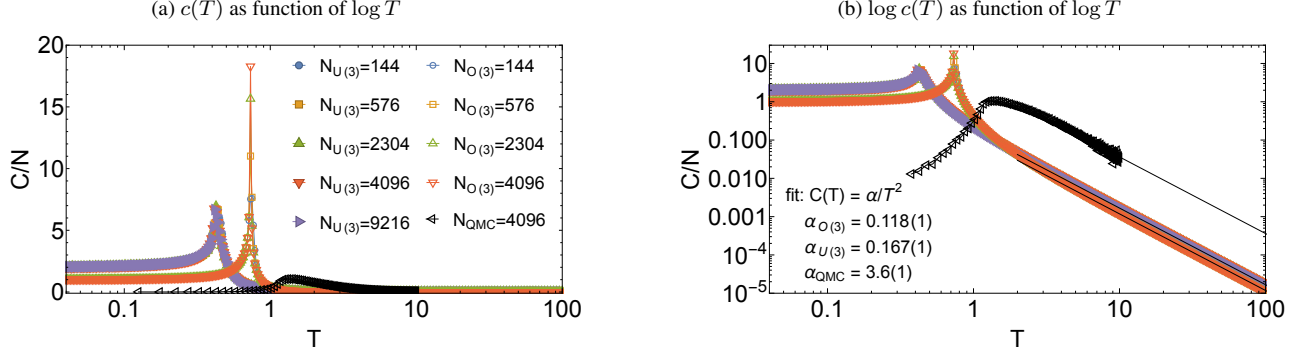 (a) c(T) as function of log T
20
15
10
5
0
C/N
0.1
1
10
100
T
N_U(3)=144
N_O(3)=144
N_U(3)=576
N_O(3)=576
N_U(3)=2304
N_O(3)=2304
N_U(3)=4096
N_O(3)=4096
N_U(3)=9216
N_QMC=4096
(b) log c(T) as function of log T
10
1
0.100
0.010
0.001
10⁻⁴
10⁻⁵
C/N
0.1
1
10
100
T
fit: C(T) = α/T²
α_O(3) = 0.118(1)
α_U(3) = 0.167(1)
α_QMC = 3.6(1)